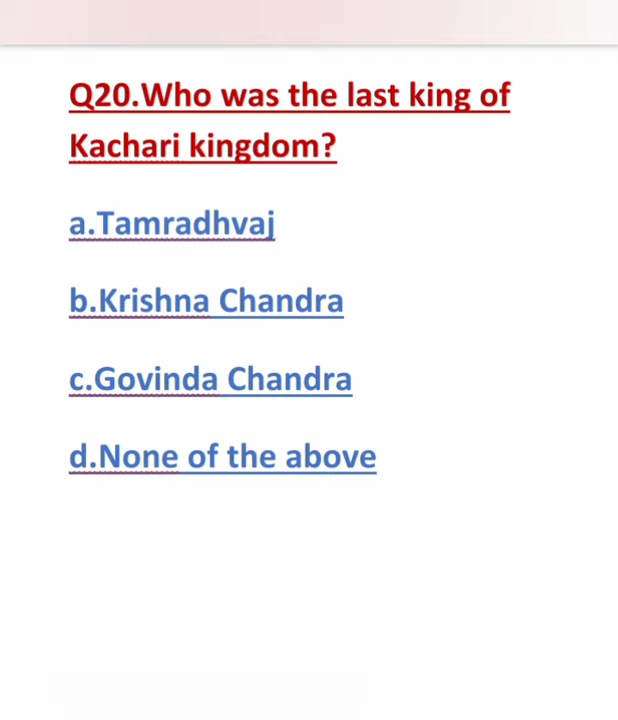 Q20.Who was the last king of
Kachari kingdom?
a.Tamradhvaj
b.Krishna Chandra
c.Govinda Chandra
d.None of the above